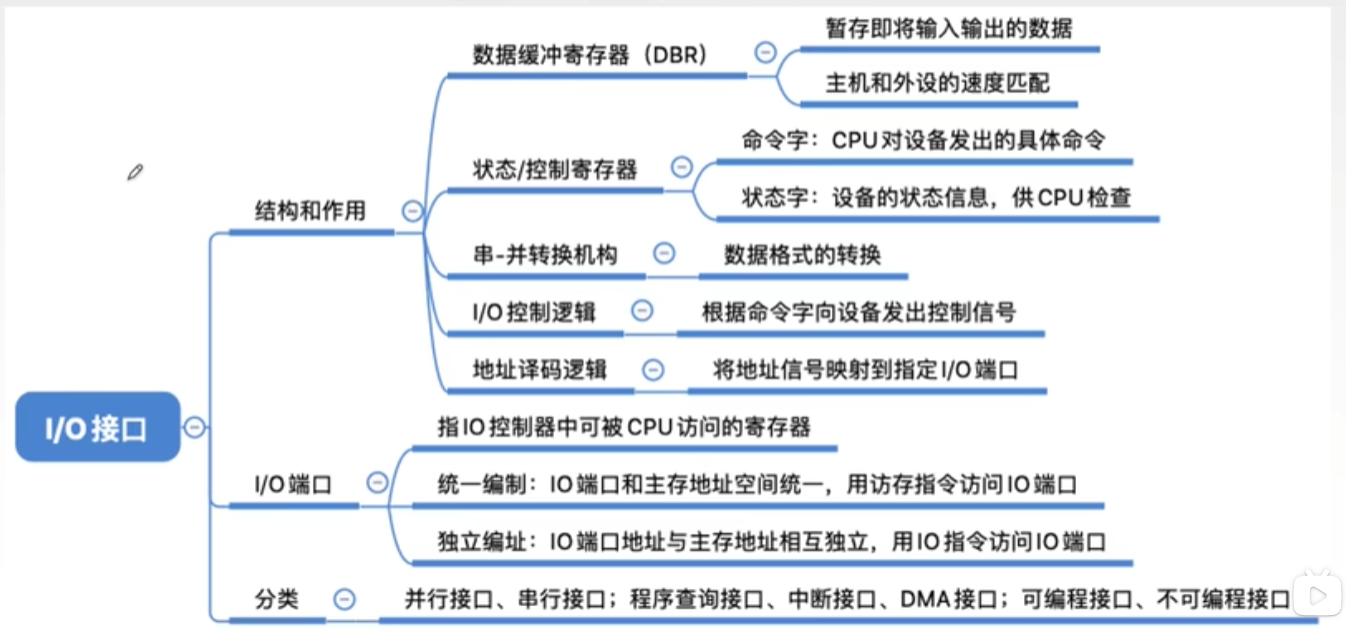 I/O接口
结构和作用
数据缓冲寄存器（DBR）
暂存即将输入输出的数据
主机和外设的速度匹配
状态/控制寄存器
命令字：CPU对设备发出的具体命令
状态字：设备的状态信息，供CPU检查
串-并转换机构
数据格式的转换
I/O控制逻辑
根据命令字向设备发出控制信号
地址译码逻辑
将地址信号映射到指定I/O端口
I/O端口
指IO控制器中可被CPU访问的寄存器
统一编制：IO端口和主存地址空间统一，用访存指令访问IO端口
独立编址：IO端口地址与主存地址相互独立，用IO指令访问IO端口
分类
并行接口、串行接口；程序查询接口、中断接口、DMA接口；可编程接口、不可编程接口